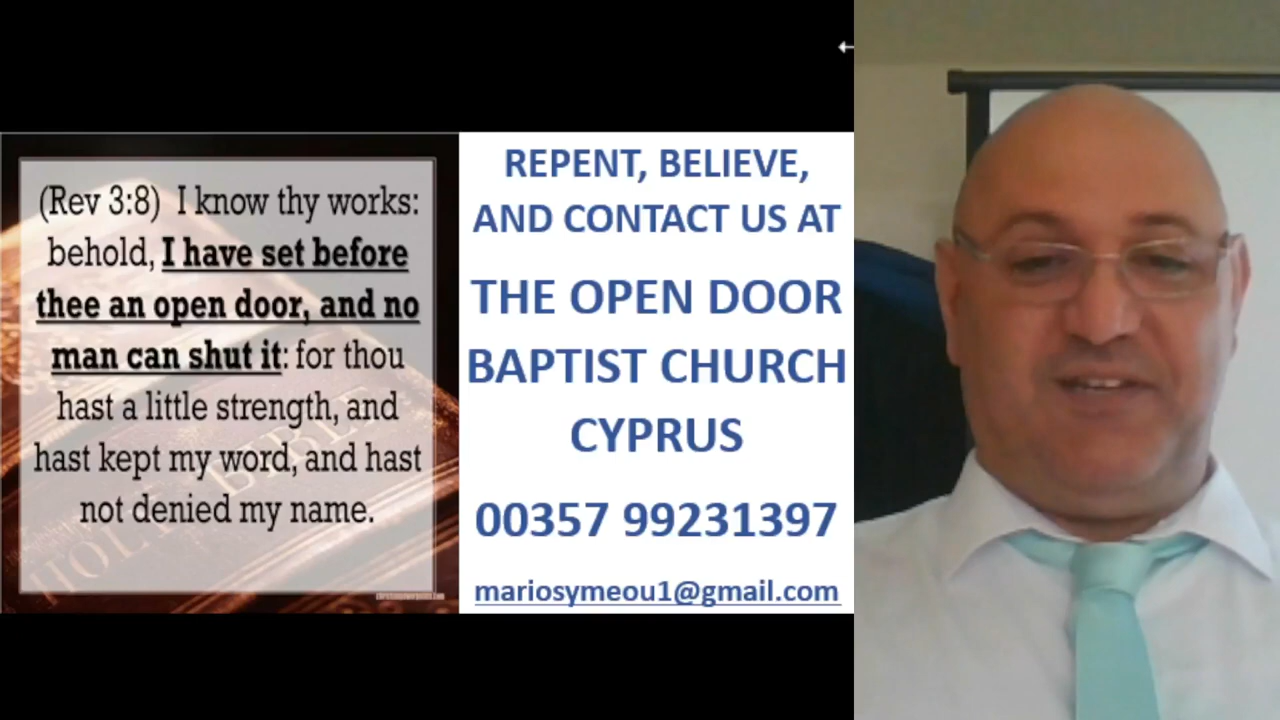 (Rev 3:8) I know thy works:
behold, I have set before
thee an open door, and no
man can shut it: for thou
hast a little strength, and
hast kept my word, and hast
not denied my name.
HOLY BIBLE
REPENT, BELIEVE,
AND CONTACT US AT
THE OPEN DOOR
BAPTIST CHURCH
CYPRUS
00357 99231397
mariosymeou1@gmail.com